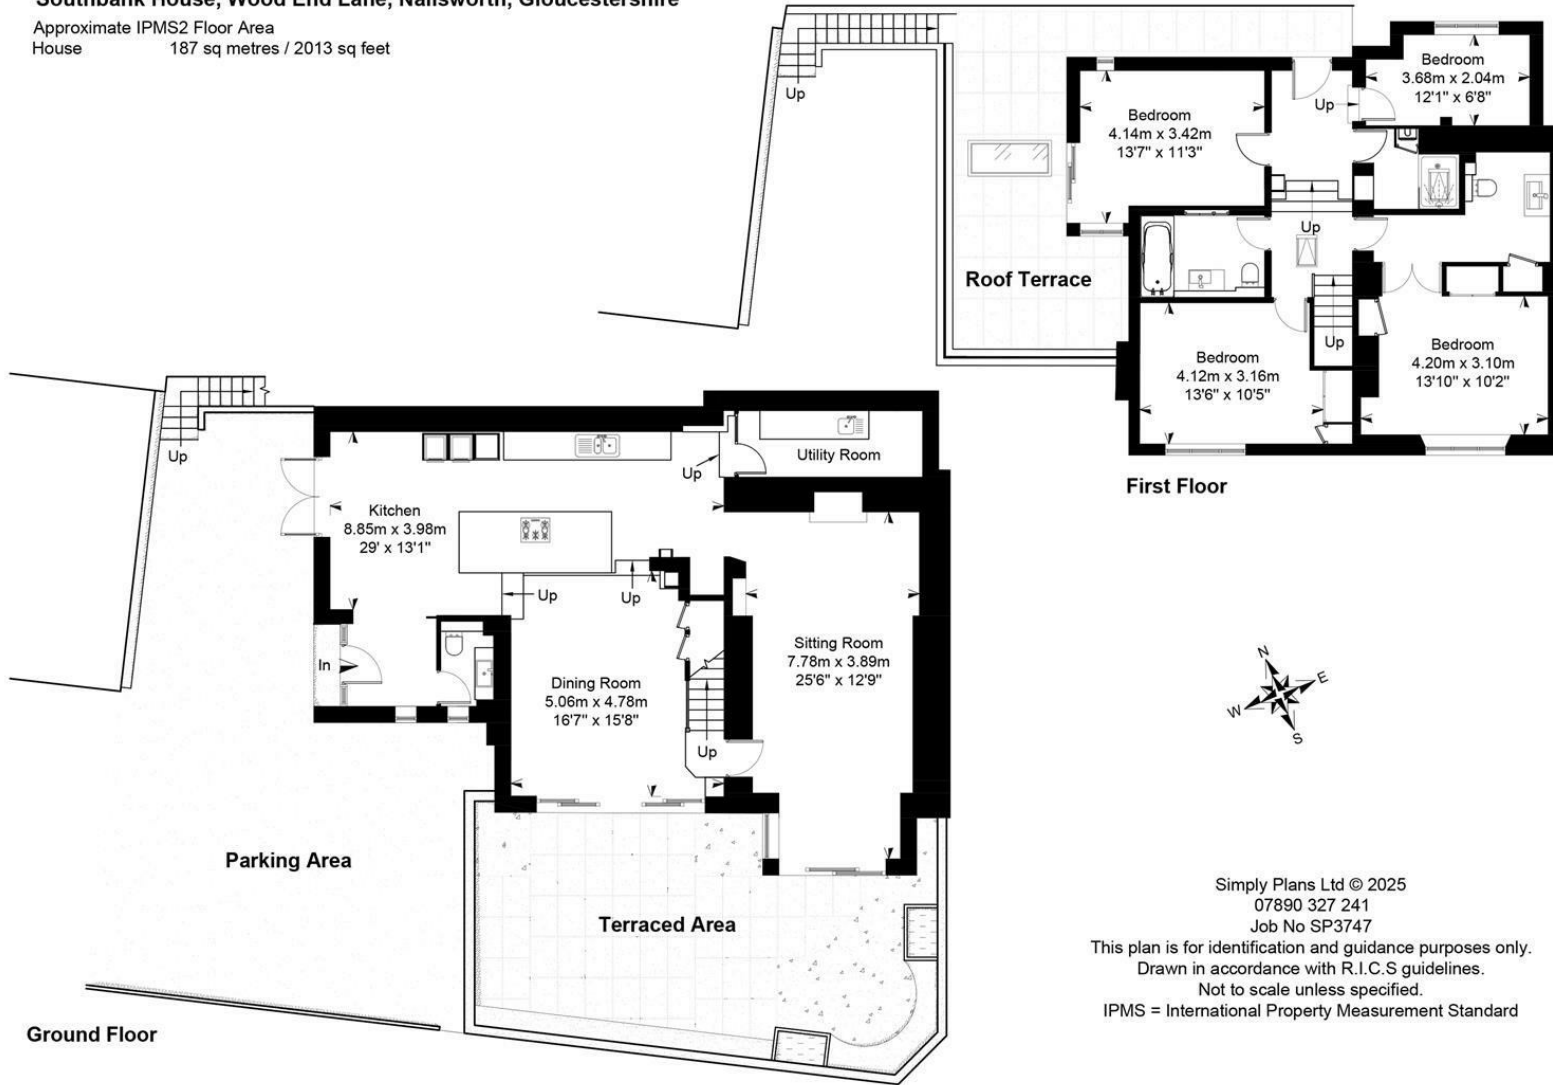 Southbank House, Wood End Lane, Nailsworth, Gloucestershire
Approximate IPMS2 Floor Area
House 187 sq metres / 2013 sq feet
Up
Bedroom
3.68m x 2.04m
12'1" x 6'8"
Up
Bedroom
4.14m x 3.42m
13'7" x 11'3"
Up
Roof Terrace
Up
Bedroom
4.12m x 3.16m
13'6" x 10'5"
Bedroom
4.20m x 3.10m
13'10" x 10'2"
First Floor
Up
Kitchen
8.85m x 3.98m
29' x 13'1"
Up
Utility Room
Up
Up
In
Dining Room
5.06m x 4.78m
16'7" x 15'8"
Up
Sitting Room
7.78m x 3.89m
25'6" x 12'9"
N
E
W
S
Parking Area
Terraced Area
Ground Floor
Simply Plans Ltd © 2025
07890 327 241
Job No SP3747
This plan is for identification and guidance purposes only.
Drawn in accordance with R.I.C.S guidelines.
Not to scale unless specified.
IPMS = International Property Measurement Standard